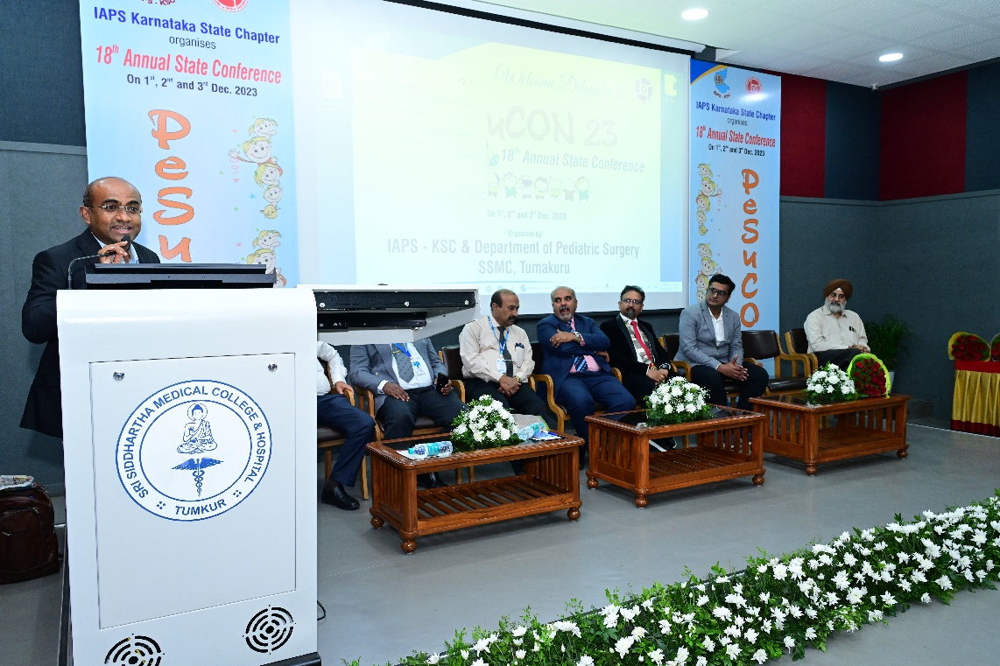 IAPS Karnataka State Chapter
organises
18th Annual State Conference
On 1st, 2nd and 3rd Dec. 2023
PeSu
Welcome Delegates to
CON 23
18th Annual State Conference
On 1st, 2nd and 3rd Dec. 2023
Organised by:
IAPS - KSC & Department of Pediatric Surgery
SSMC, Tumakuru
IAPS Karnataka State Chapter
organises
18th Annual State Conference
On 1st, 2nd and 3rd Dec. 2023
PeSuCO
SRI SIDDHARTHA MEDICAL COLLEGE & HOSPITAL
TUMKUR